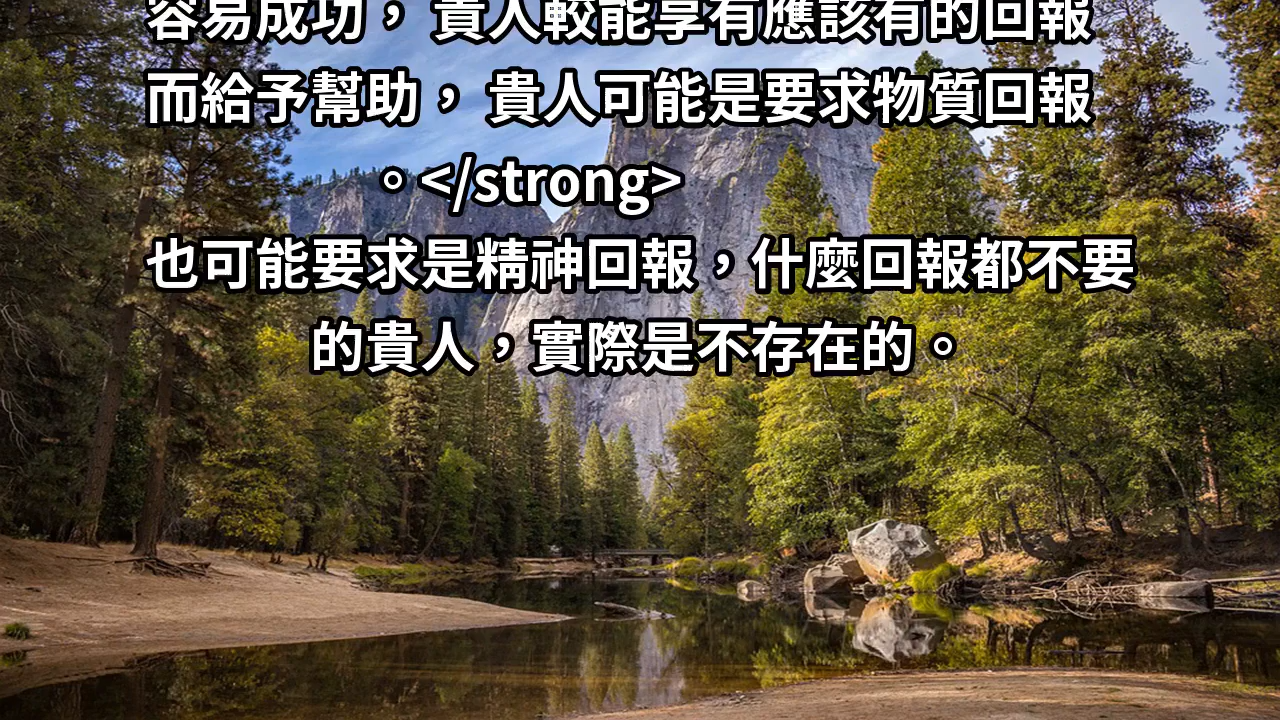 容易成功， 貴人較能享有應該有的回報
而給予幫助， 貴人可能是要求物質回報
。</strong>
也可能要求是精神回報，什麼回報都不要
的貴人，實際是不存在的。